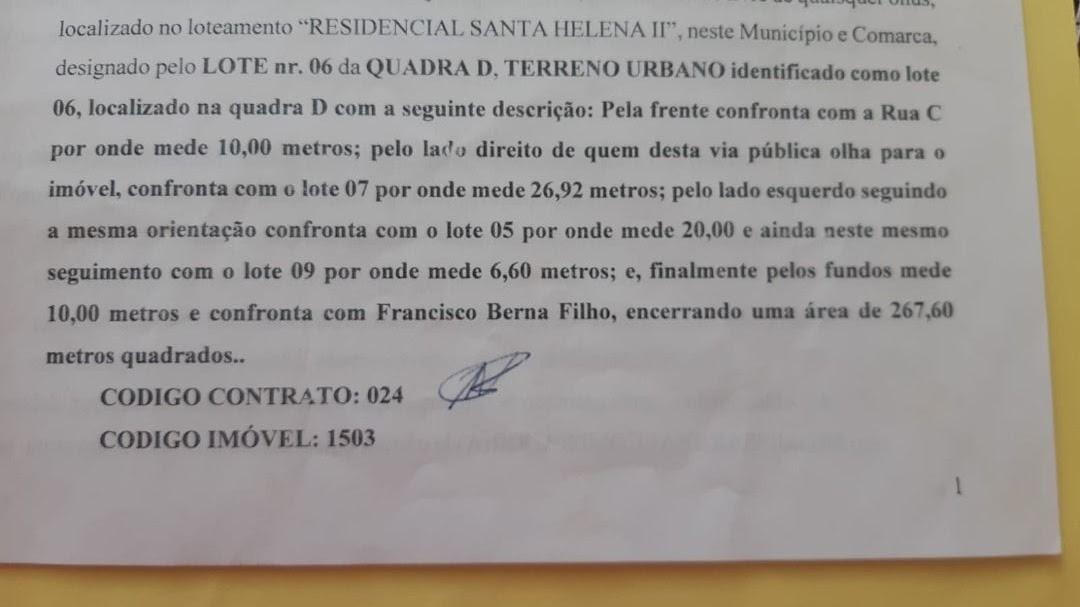 localizado no loteamento “RESIDENCIAL SANTA HELENA II”, neste Município e Comarca,
designado pelo LOTE nr. 06 da QUADRA D, TERRENO URBANO identificado como lote
06, localizado na quadra D com a seguinte descrição: Pela frente confronta com a Rua C
por onde mede 10,00 metros; pelo lado direito de quem desta via pública olha para o
imóvel, confronta com o lote 07 por onde mede 26,92 metros; pelo lado esquerdo seguindo
a mesma orientação confronta com o lote 05 por onde mede 20,00 e ainda neste mesmo
seguimento com o lote 09 por onde mede 6,60 metros; e, finalmente pelos fundos mede
10,00 metros e confronta com Francisco Berna Filho, encerrando uma área de 267,60
metros quadrados..
CODIGO CONTRATO: 024
CODIGO IMÓVEL: 1503
1